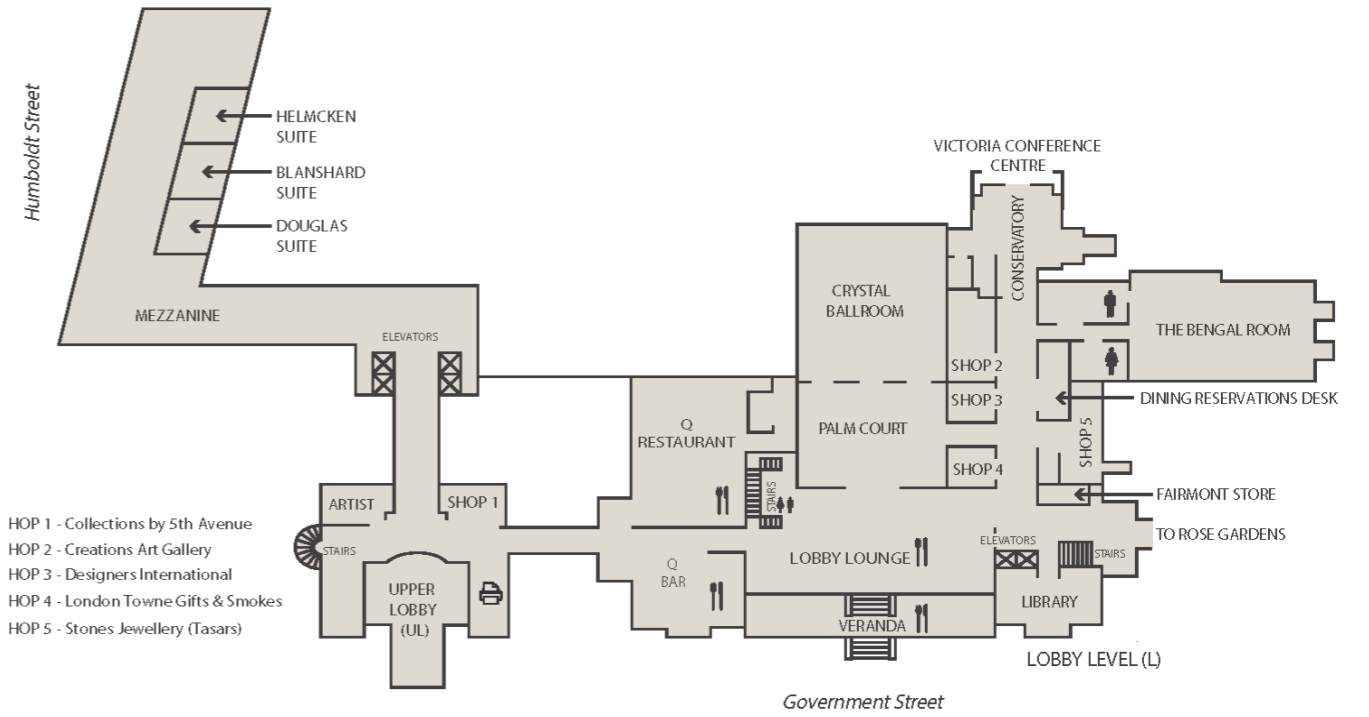 Humboldt Street
HELMCKEN
SUITE
BLANSHARD
SUITE
DOUGLAS
SUITE
MEZZANINE
ELEVATORS
VICTORIA CONFERENCE
CENTRE
CONSERVATORY
CRYSTAL
BALLROOM
THE BENGAL ROOM
SHOP 2
SHOP 3
DINING RESERVATIONS DESK
Q
RESTAURANT
PALM COURT
SHOP 5
SHOP 4
STAIRS
FAIRMONT STORE
ARTIST
SHOP 1
STAIRS
TO ROSE GARDENS
ELEVATORS
STAIRS
LOBBY LOUNGE
Q
BAR
UPPER
LOBBY
(UL)
LIBRARY
VERANDA
LOBBY LEVEL (L)
HOP 1 - Collections by 5th Avenue
HOP 2 - Creations Art Gallery
HOP 3 - Designers International
HOP 4 - London Towne Gifts & Smokes
HOP 5 - Stones Jewellery (Tasars)
Government Street